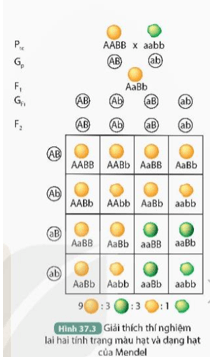 Pₜ/c AABB x aabb
Gₚ AB ab
F₁ AaBb
G_F₁ AB Ab aB ab
F₂ AB Ab aB ab
AB AABB AABb AaBB AaBb
Ab AABb AAbb AaBb Aabb
aB AaBB AaBb aaBB aaBb
ab AaBb Aabb aaBb aabb
9 : 3 : 3 : 1
Hình 37.3 Giải thích thí nghiệm
lai hai tính trạng màu hạt và dạng hạt
của Mendel